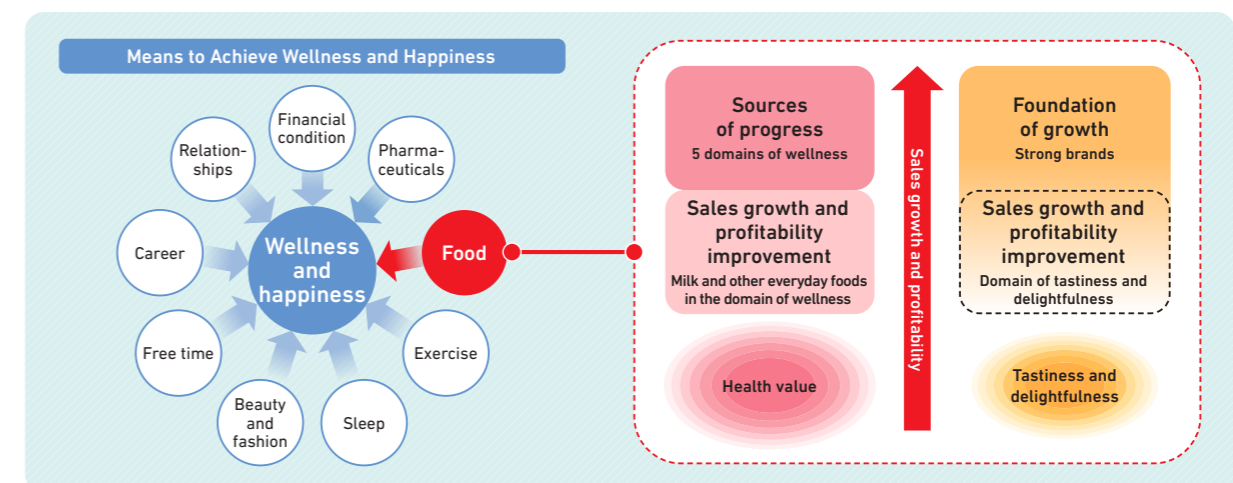 Means to Achieve Wellness and Happiness
Financial
condition
Pharma-
ceuticals
Relation-
ships
Career
Wellness
and
happiness
Food
Free time
Exercise
Beauty
and
fashion
Sleep
Sources
of progress
5 domains of wellness
Sales growth and
profitability
improvement
Milk and other everyday foods
in the domain of wellness
Health value
Sales growth and profitability
Foundation
of growth
Strong brands
Sales growth and
profitability
improvement
Domain of tastiness and
delightfulness
Tastiness and
delightfulness